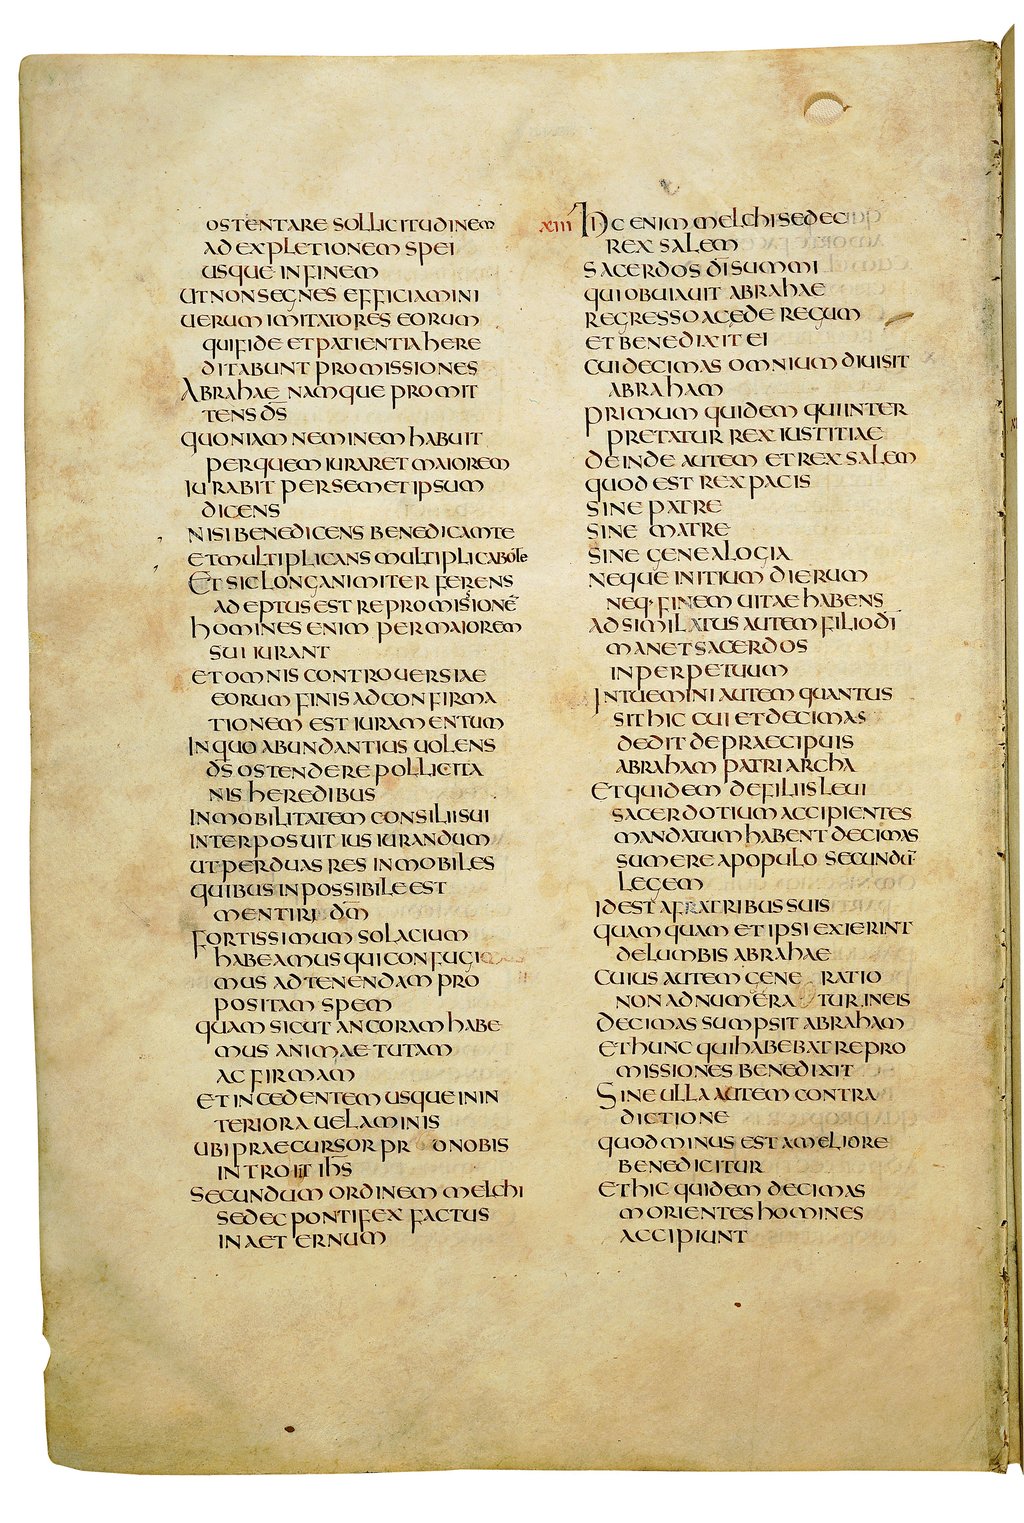 OSTENTARE SOLLICITUDINEM
AD EXPLETIONEM SPEI
USQUE IN FINEM
UT NON SEGNES EFFICIAMINI
UERUM IMITATORES EORUM
QUI FIDE ET PATIENTIA HERE
DITABUNT PROMISSIONES
ABRAHAE NAMQUE PROMIT
TENS D̄S
QUONIAM NEMINEM HABUIT
PER QUEM IURARET MAIOREM
IURABIT PER SEMETIPSUM
DICENS
NISI BENEDICENS BENEDICAM TE
ET MULTIPLICANS MULTIPLICABO TE
ET SIC LONGANIMITER FERENS
ADEPTUS EST REPROMISSIONĒ
HOMINES ENIM PER MAIOREM
SUI IURANT
ET OMNIS CONTROUERSIAE
EORUM FINIS AD CONFIRMA
TIONEM EST IURAMENTUM
IN QUO ABUNDANTIUS UOLENS
D̄S OSTENDERE POLLICITA
NIS HEREDIBUS
INMOBILITATEM CONSILII SUI
INTERPOSUIT IUS IURANDUM
UT PER DUAS RES INMOBILES
QUIBUS INPOSSIBILE EST
MENTIRI D̄M
FORTISSIMUM SOLACIUM
HABEAMUS QUI CONFUGI
MUS AD TENENDAM PRO
POSITAM SPEM
QUAM SICUT ANCORAM HABE
MUS ANIMAE TUTAM
AC FIRMAM
ET INCEDENTEM USQUE IN IN
TERIORA UELAMINIS
UBI PRAECURSOR PRO NOBIS
INTROIIT IH̄S
SECUNDUM ORDINEM MELCHI
SEDEC PONTIFEX FACTUS
IN AETERNUM
XIII HIC ENIM MELCHISEDEC
REX SALEM
SACERDOS D̄I SUMMI
QUI OBUIAUIT ABRAHAE
REGRESSO A CEDE REGUM
ET BENEDIXIT EI
CUI DECIMAS OMNIUM DIUISIT
ABRAHAM
PRIMUM QUIDEM QUI INTER
PRETATUR REX IUSTITIAE
DEINDE AUTEM ET REX SALEM
QUOD EST REX PACIS
SINE PATRE
SINE MATRE
SINE GENEALOGIA
NEQUE INITIUM DIERUM
NEQ· FINEM UITAE HABENS
ADSIMILATUS AUTEM FILIO D̄I
MANET SACERDOS
IN PERPETUUM
INTUEMINI AUTEM QUANTUS
SIT HIC CUI ET DECIMAS
DEDIT DE PRAECIPUIS
ABRAHAM PATRIARCHA
ET QUIDEM DE FILIIS LEUI
SACERDOTIUM ACCIPIENTES
MANDATUM HABENT DECIMAS
SUMERE A POPULO SECUNDŪ
LEGEM
ID EST A FRATRIBUS SUIS
QUAMQUAM ET IPSI EXIERINT
DE LUMBIS ABRAHAE
CUIUS AUTEM GENERATIO
NON ADNUMERATUR IN EIS
DECIMAS SUMPSIT ABRAHAM
ET HUNC QUI HABEBAT REPRO
MISSIONES BENEDIXIT
SINE ULLA AUTEM CONTRA
DICTIONE
QUOD MINUS EST A MELIORE
BENEDICITUR
ET HIC QUIDEM DECIMAS
MORIENTES HOMINES
ACCIPIUNT